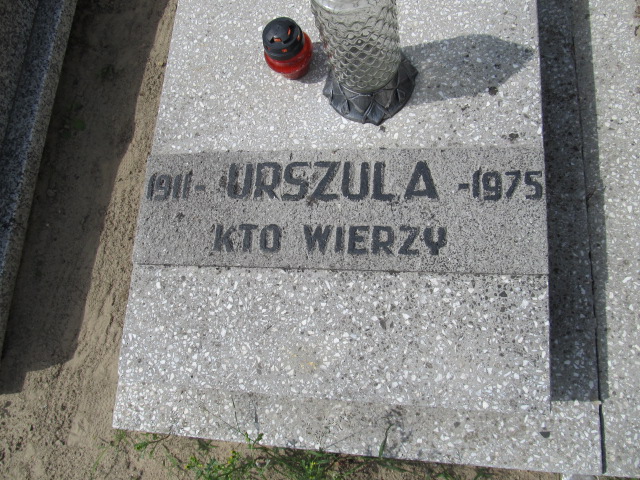 1911- URSZULA -1975
KTO WIERZY